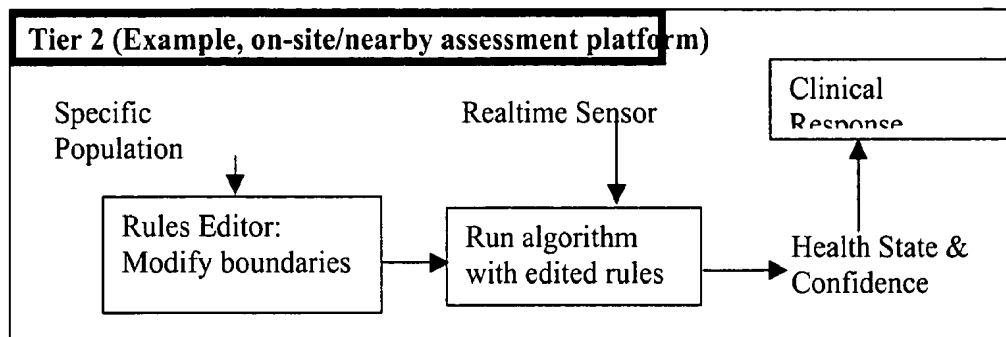 Tier 2 (Example, on-site/nearby assessment platform)
Specific
Population
Realtime Sensor
Clinical
Response
Rules Editor:
Modify boundaries
Run algorithm
with edited rules
Health State &
Confidence